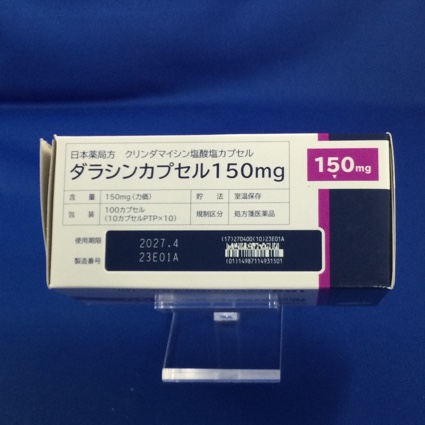 日本薬局方 クリンダマイシン塩酸塩カプセル
ダラシンカプセル150mg
150mg
含 量 150mg(力価) 貯 法 室温保存
包 装 100カプセル (10カプセルPTP×10) 規制区分 処方箋医薬品
使用期限 2027.4
製造番号 23E01A
(17)270400(10)23E01A
(01)14987114931501